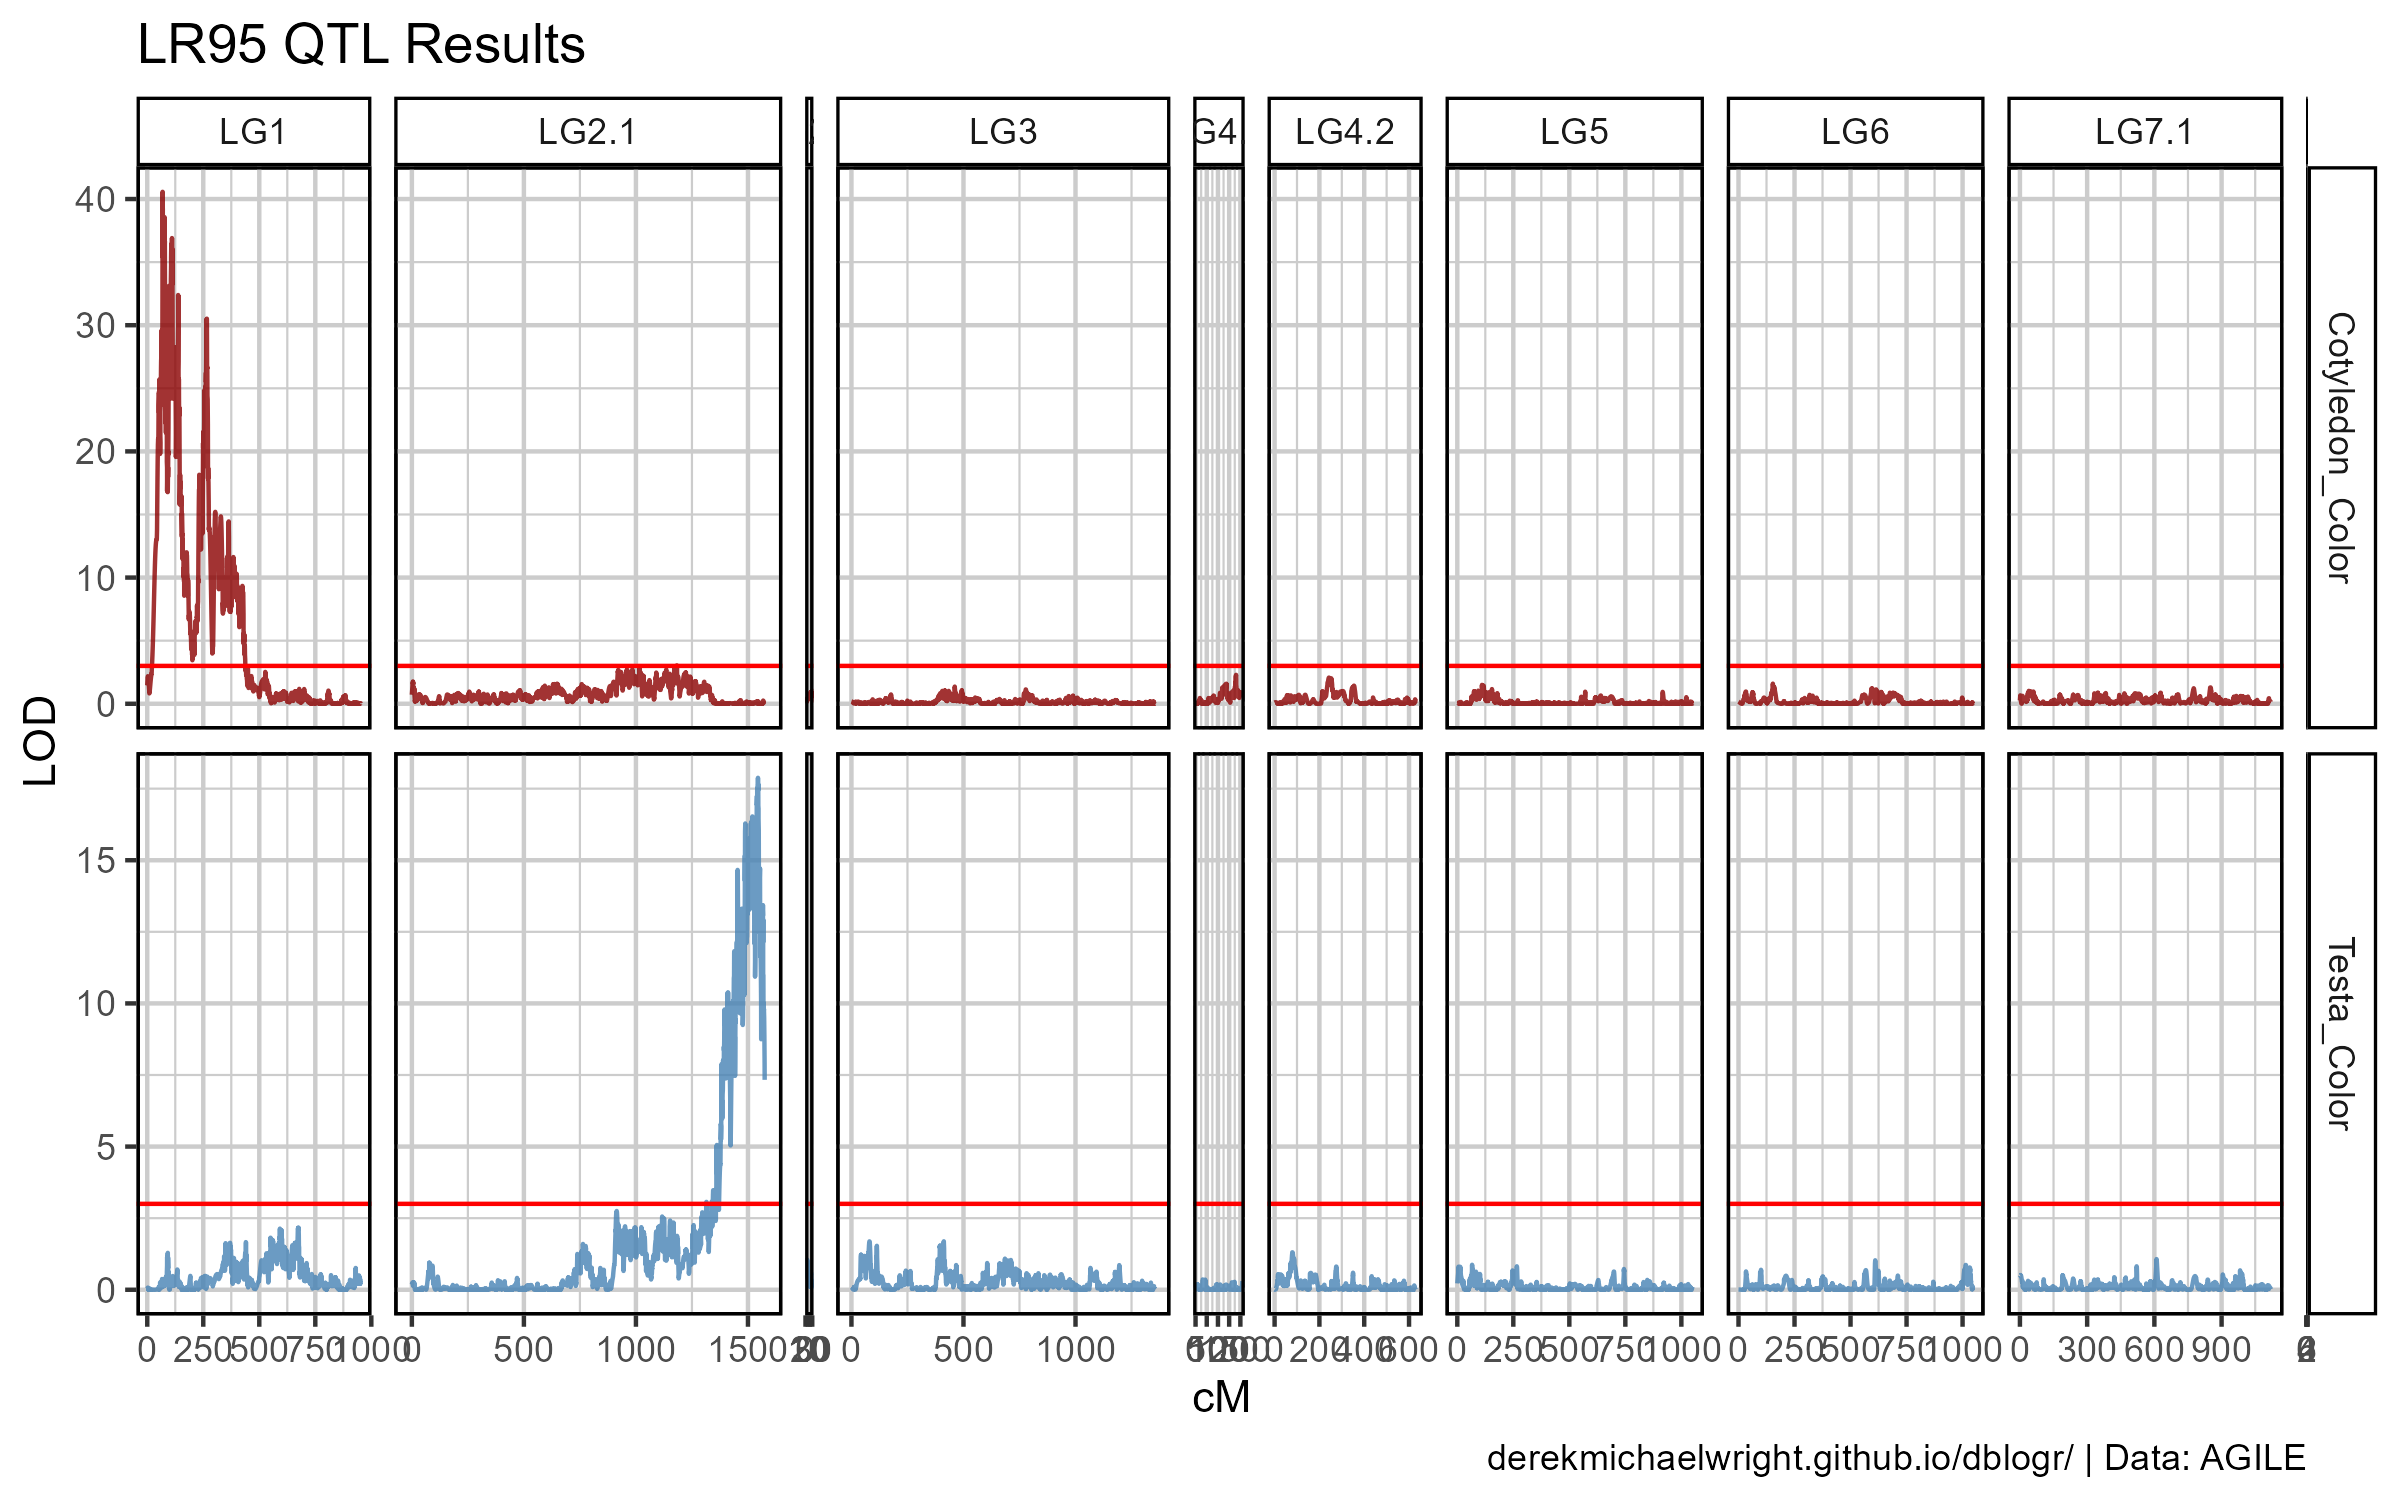 LR95 QTL Results
LG1 LG2.1 LG3 G4 LG4.2 LG5 LG6 LG7.1
40
30
20
10
0
Cotyledon_Color
LOD
15
10
5
0
Testa_Color
0 250 500 750 1000 0 500 1000 1500 0 500 1000 0 200 400 600 0 250 500 750 1000 0 250 500 750 1000 0 300 600 900
cM
derekmichaelwright.github.io/dblogr/ | Data: AGILE